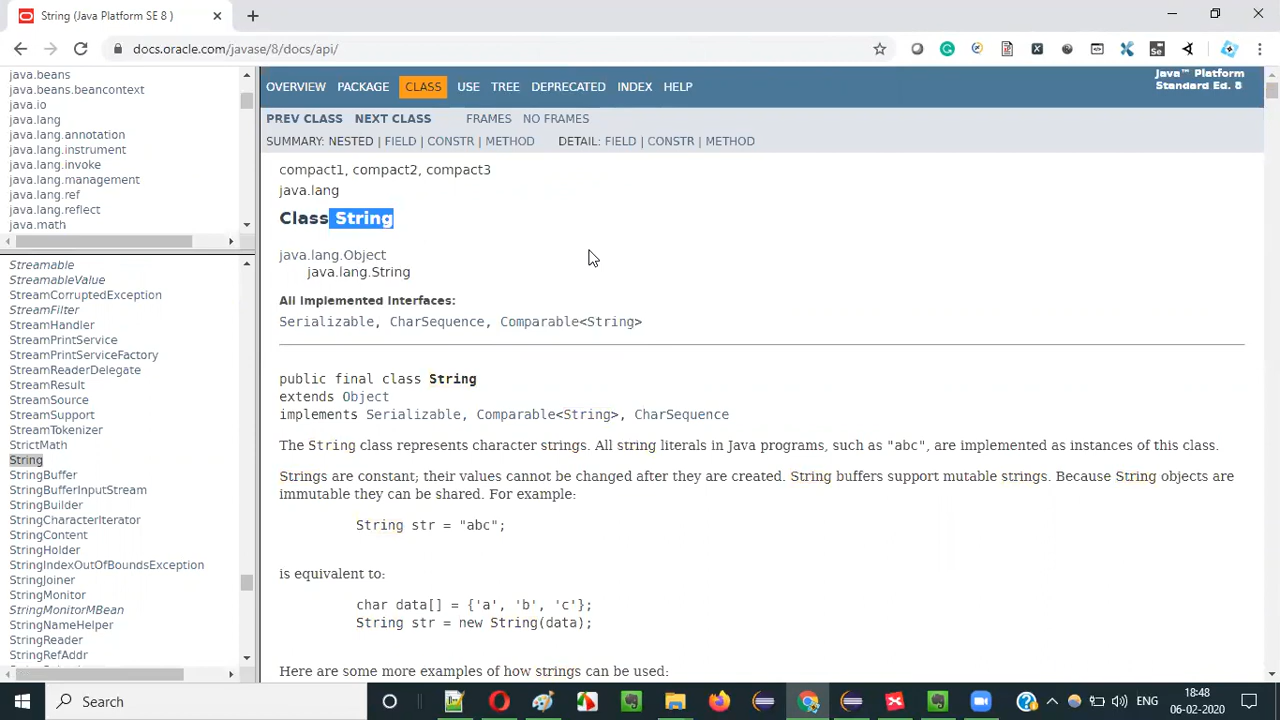 String (Java Platform SE 8 )
docs.oracle.com/javase/8/docs/api/
java.beans
java.beans.beancontext
java.io
java.lang
java.lang.annotation
java.lang.instrument
java.lang.invoke
java.lang.management
java.lang.ref
java.lang.reflect
java.math
Streamable
StreamableValue
StreamCorruptedException
StreamFilter
StreamHandler
StreamPrintService
StreamPrintServiceFactory
StreamReaderDelegate
StreamResult
StreamSource
StreamSupport
StreamTokenizer
StrictMath
String
StringBuffer
StringBufferInputStream
StringBuilder
StringCharacterIterator
StringContent
StringHolder
StringIndexOutOfBoundsException
StringJoiner
StringMonitor
StringMonitorMBean
StringNameHelper
StringReader
StringRefAddr
OVERVIEW PACKAGE CLASS USE TREE DEPRECATED INDEX HELP
Java™ Platform
Standard Ed. 8
PREV CLASS NEXT CLASS FRAMES NO FRAMES
SUMMARY: NESTED | FIELD | CONSTR | METHOD DETAIL: FIELD | CONSTR | METHOD
compact1, compact2, compact3
java.lang
Class String
java.lang.Object
java.lang.String
All Implemented Interfaces:
Serializable, CharSequence, Comparable<String>
public final class String
extends Object
implements Serializable, Comparable<String>, CharSequence
The String class represents character strings. All string literals in Java programs, such as "abc", are implemented as instances of this class.
Strings are constant; their values cannot be changed after they are created. String buffers support mutable strings. Because String objects are
immutable they can be shared. For example:
String str = "abc";
is equivalent to:
char data[] = {'a', 'b', 'c'};
String str = new String(data);
Here are some more examples of how strings can be used:
Search
ENG
18:48
06-02-2020